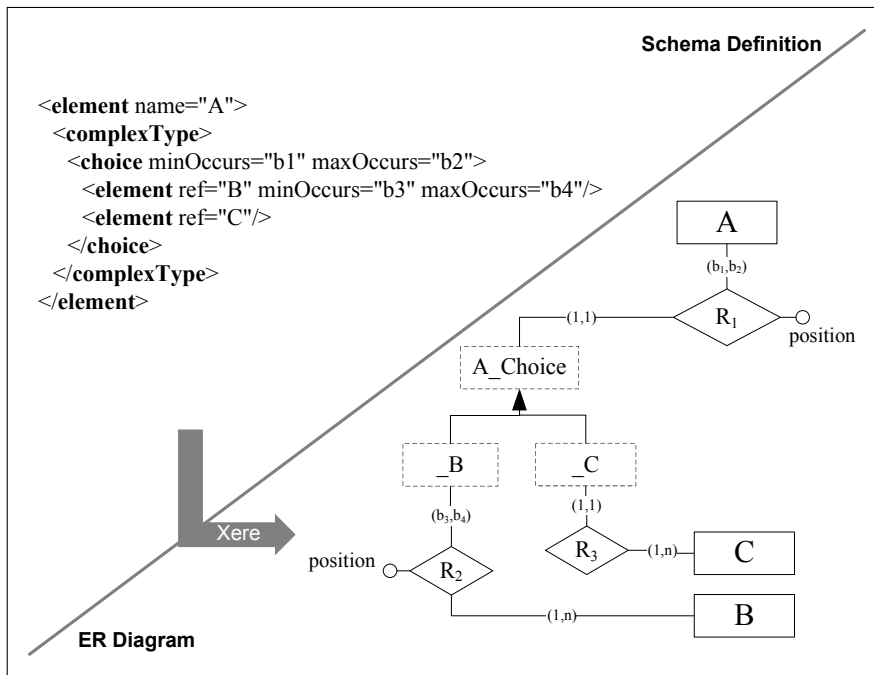 Schema Definition
<element name="A">
<complexType>
<choice minOccurs="b1" maxOccurs="b2">
<element ref="B" minOccurs="b3" maxOccurs="b4"/>
<element ref="C"/>
</choice>
</complexType>
</element>
A
(b₁,b₂)
R₁
position
(1,1)
A_Choice
_B
_C
(b₃,b₄)
(1,1)
Xere
position
R₂
R₃
(1,n)
C
(1,n)
B
ER Diagram